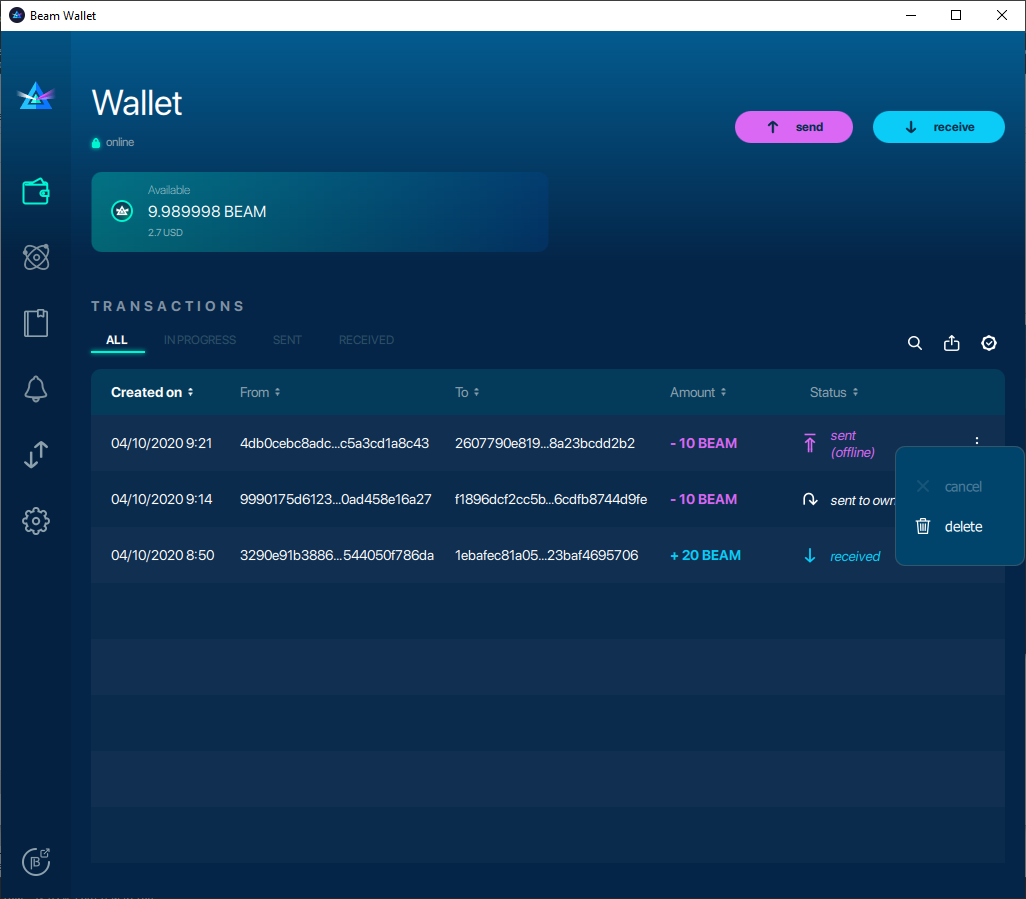 Beam Wallet
Wallet
online
send
receive
Available
9.989998 BEAM
2.7 USD
TRANSACTIONS
ALL IN PROGRESS SENT RECEIVED
Created on From To Amount Status
04/10/2020 9:21 4db0cebc8adc...c5a3cd1a8c43 2607790e819...8a23bcdd2b2 - 10 BEAM sent
(offline)
cancel
04/10/2020 9:14 9990175d6123...0ad458e16a27 f1896dcf2cc5b...6cdfb8744d9fe - 10 BEAM sent to own
delete
04/10/2020 8:50 3290e91b3886...544050f786da 1ebafec81a05...23baf4695706 + 20 BEAM received